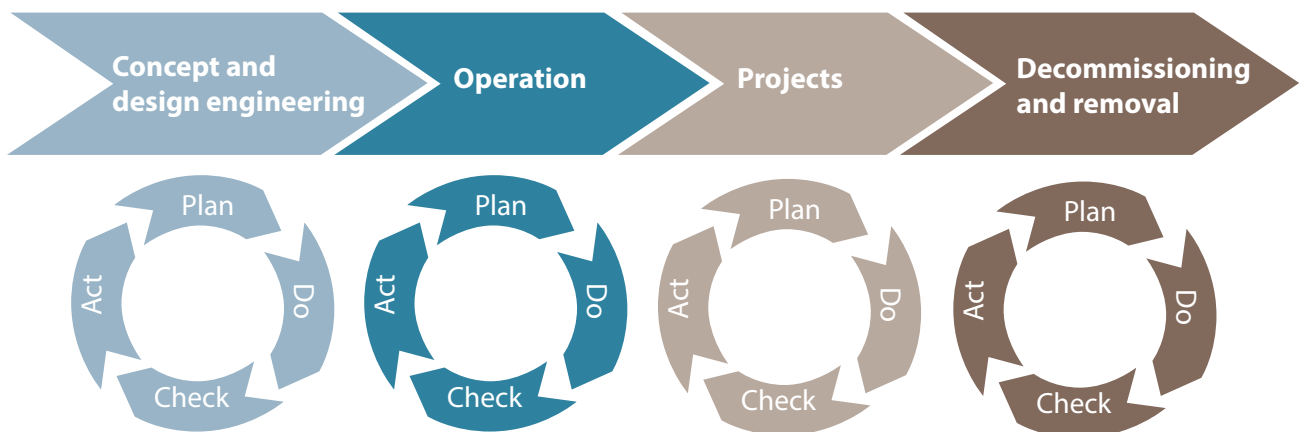 Concept and
design engineering
Operation
Projects
Decommissioning
and removal
Plan
Do
Check
Act
Plan
Do
Check
Act
Plan
Do
Check
Act
Plan
Do
Check
Act